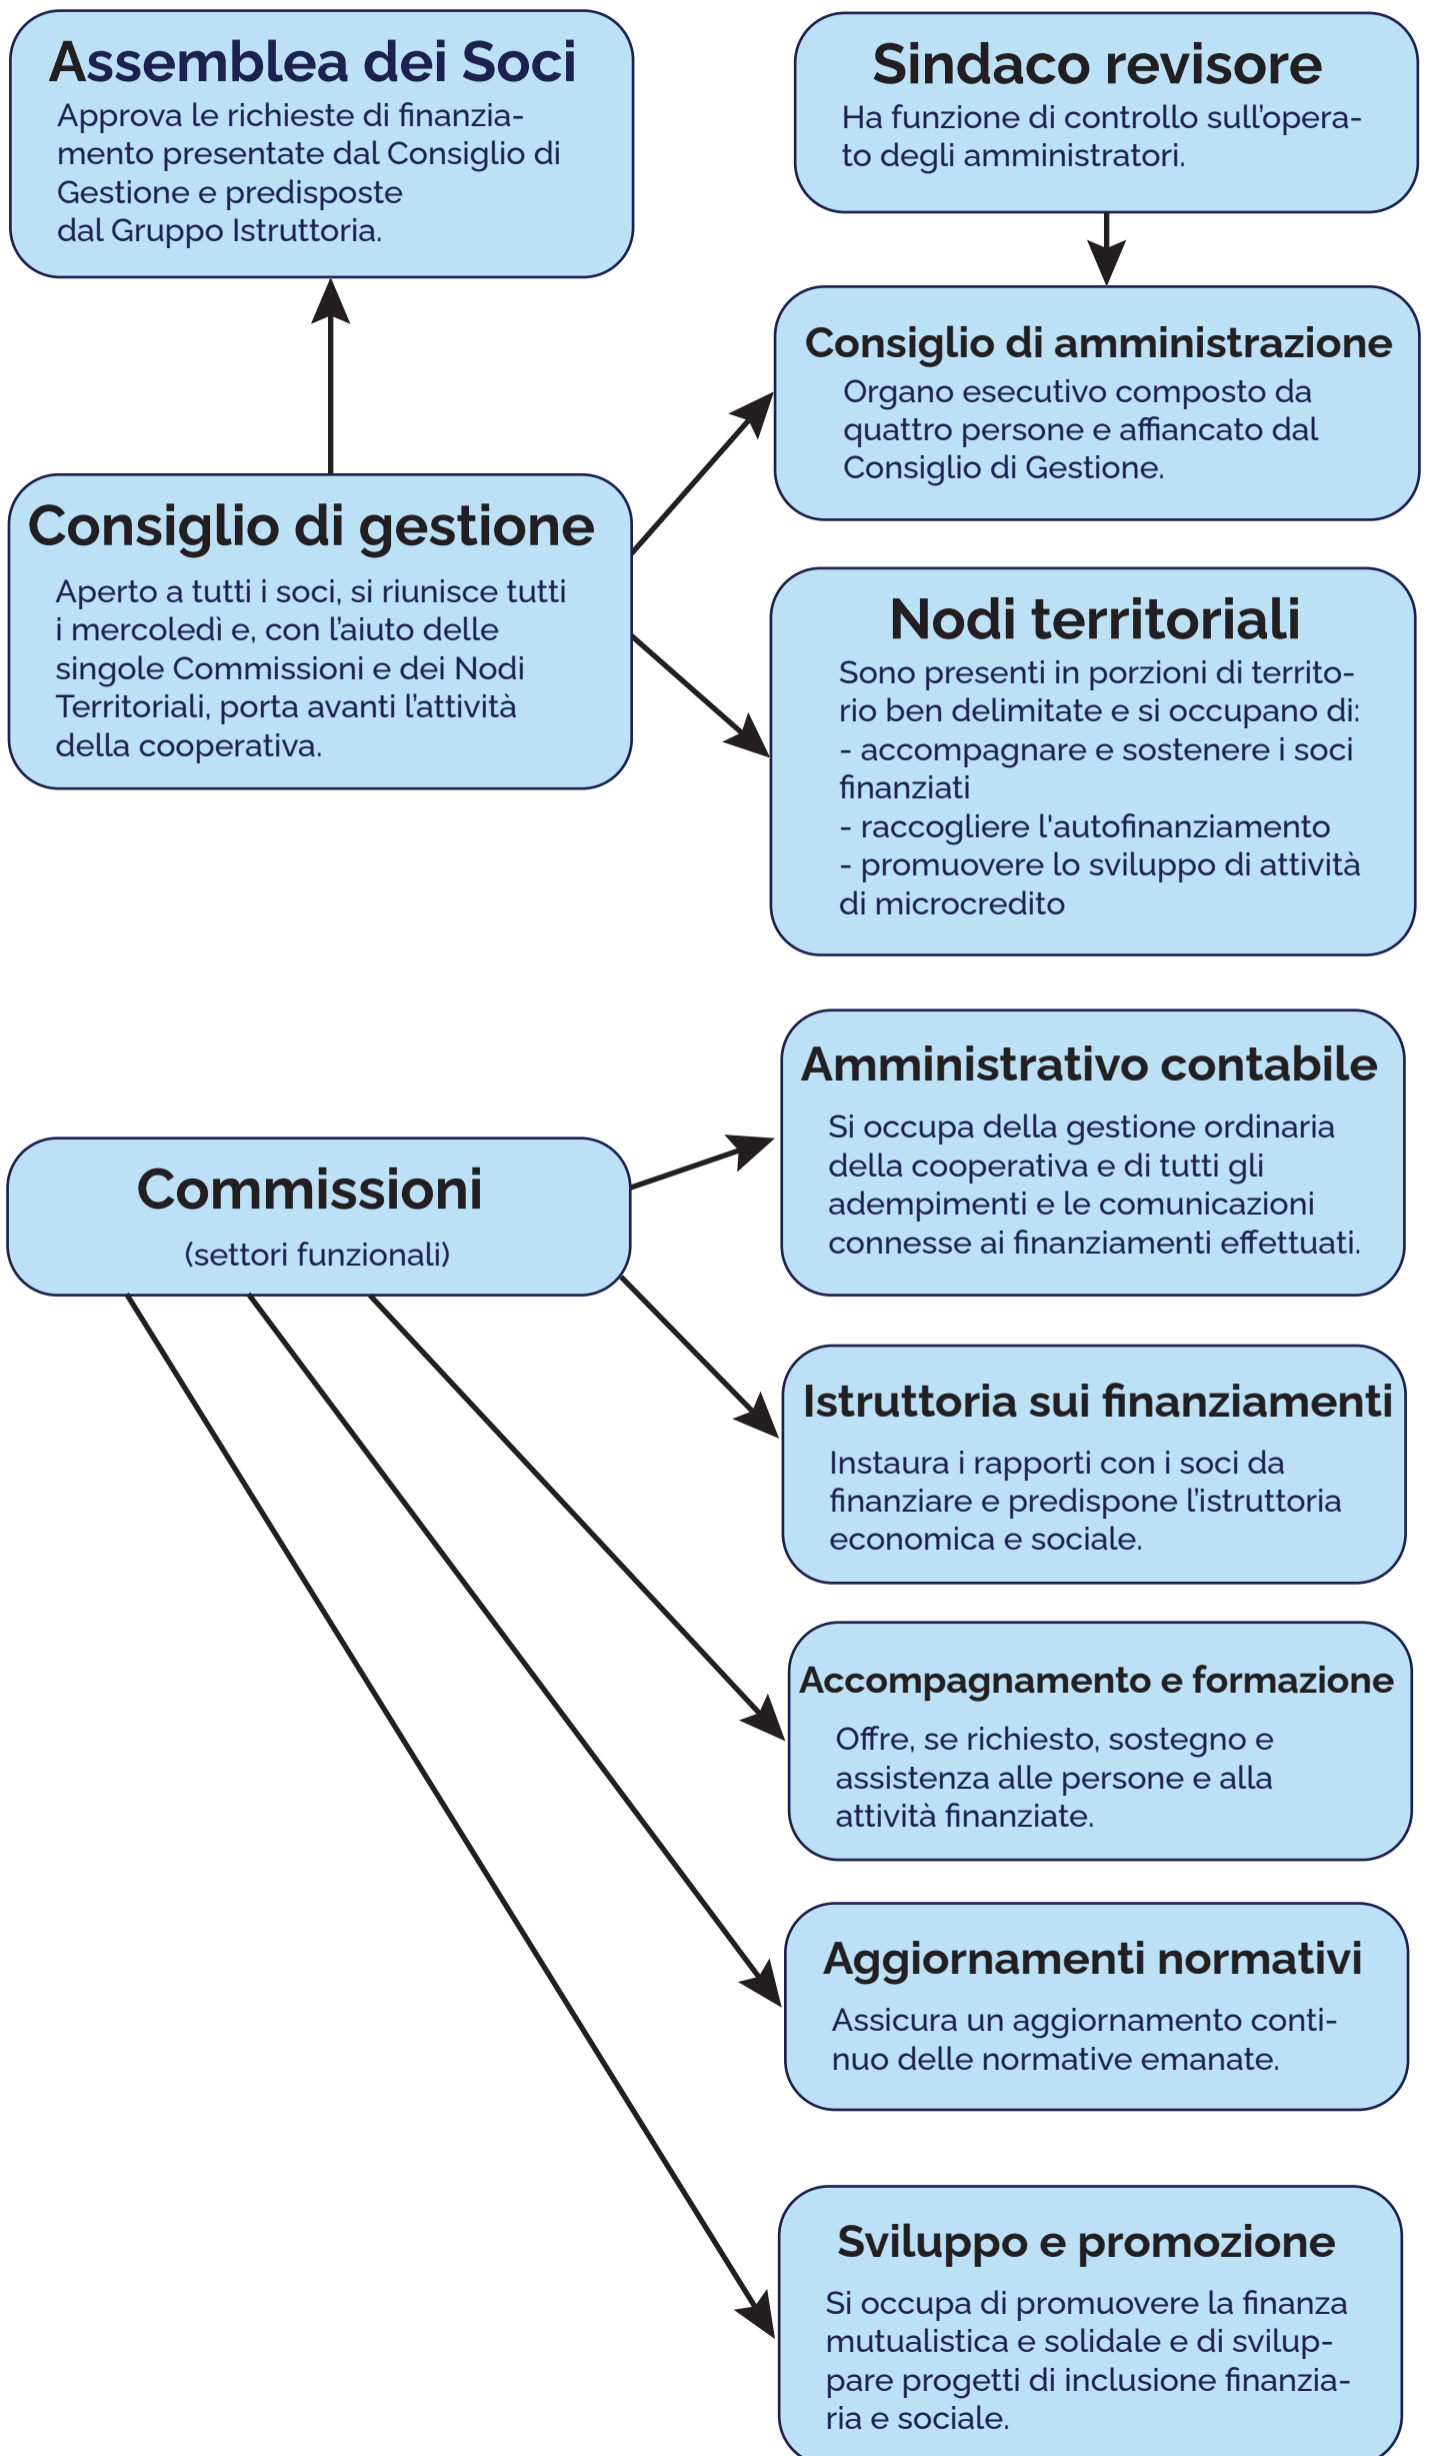 Assemblea dei Soci
Approva le richieste di finanzia-
mento presentate dal Consiglio di
Gestione e predisposte
dal Gruppo Istruttoria.
Sindaco revisore
Ha funzione di controllo sull'opera-
to degli amministratori.
Consiglio di amministrazione
Organo esecutivo composto da
quattro persone e affiancato dal
Consiglio di Gestione.
Consiglio di gestione
Aperto a tutti i soci, si riunisce tutti
i mercoledì e, con l'aiuto delle
singole Commissioni e dei Nodi
Territoriali, porta avanti l'attività
della cooperativa.
Nodi territoriali
Sono presenti in porzioni di territo-
rio ben delimitate e si occupano di:
- accompagnare e sostenere i soci
finanziati
- raccogliere l'autofinanziamento
- promuovere lo sviluppo di attività
di microcredito
Commissioni
(settori funzionali)
Amministrativo contabile
Si occupa della gestione ordinaria
della cooperativa e di tutti gli
adempimenti e le comunicazioni
connesse ai finanziamenti effettuati.
Istruttoria sui finanziamenti
Instaura i rapporti con i soci da
finanziare e predispone l'istruttoria
economica e sociale.
Accompagnamento e formazione
Offre, se richiesto, sostegno e
assistenza alle persone e alla
attività finanziate.
Aggiornamenti normativi
Assicura un aggiornamento conti-
nuo delle normative emanate.
Sviluppo e promozione
Si occupa di promuovere la finanza
mutualistica e solidale e di svilup-
pare progetti di inclusione finanzia-
ria e sociale.